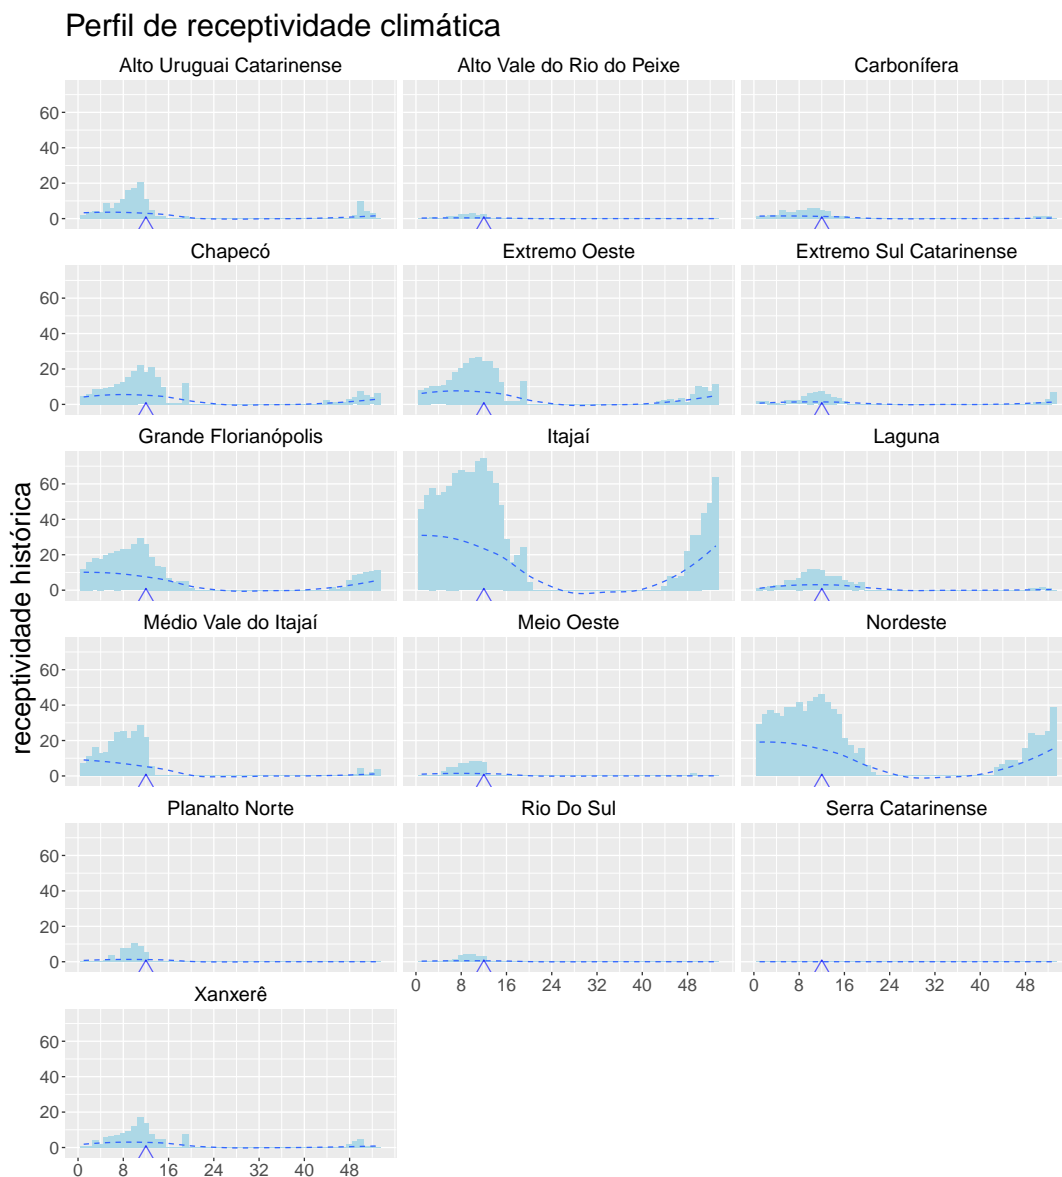 Perfil de receptividade climática
Alto Uruguai Catarinense Alto Vale do Rio do Peixe Carbonífera
60
40
20
0
Chapecó Extremo Oeste Extremo Sul Catarinense
60
40
20
0
Grande Florianópolis Itajaí Laguna
60
40
20
0
receptividade histórica
Médio Vale do Itajaí Meio Oeste Nordeste
60
40
20
0
Planalto Norte Rio Do Sul Serra Catarinense
60
40
20
0
0 8 16 24 32 40 48 0 8 16 24 32 40 48
Xanxerê
60
40
20
0
0 8 16 24 32 40 48